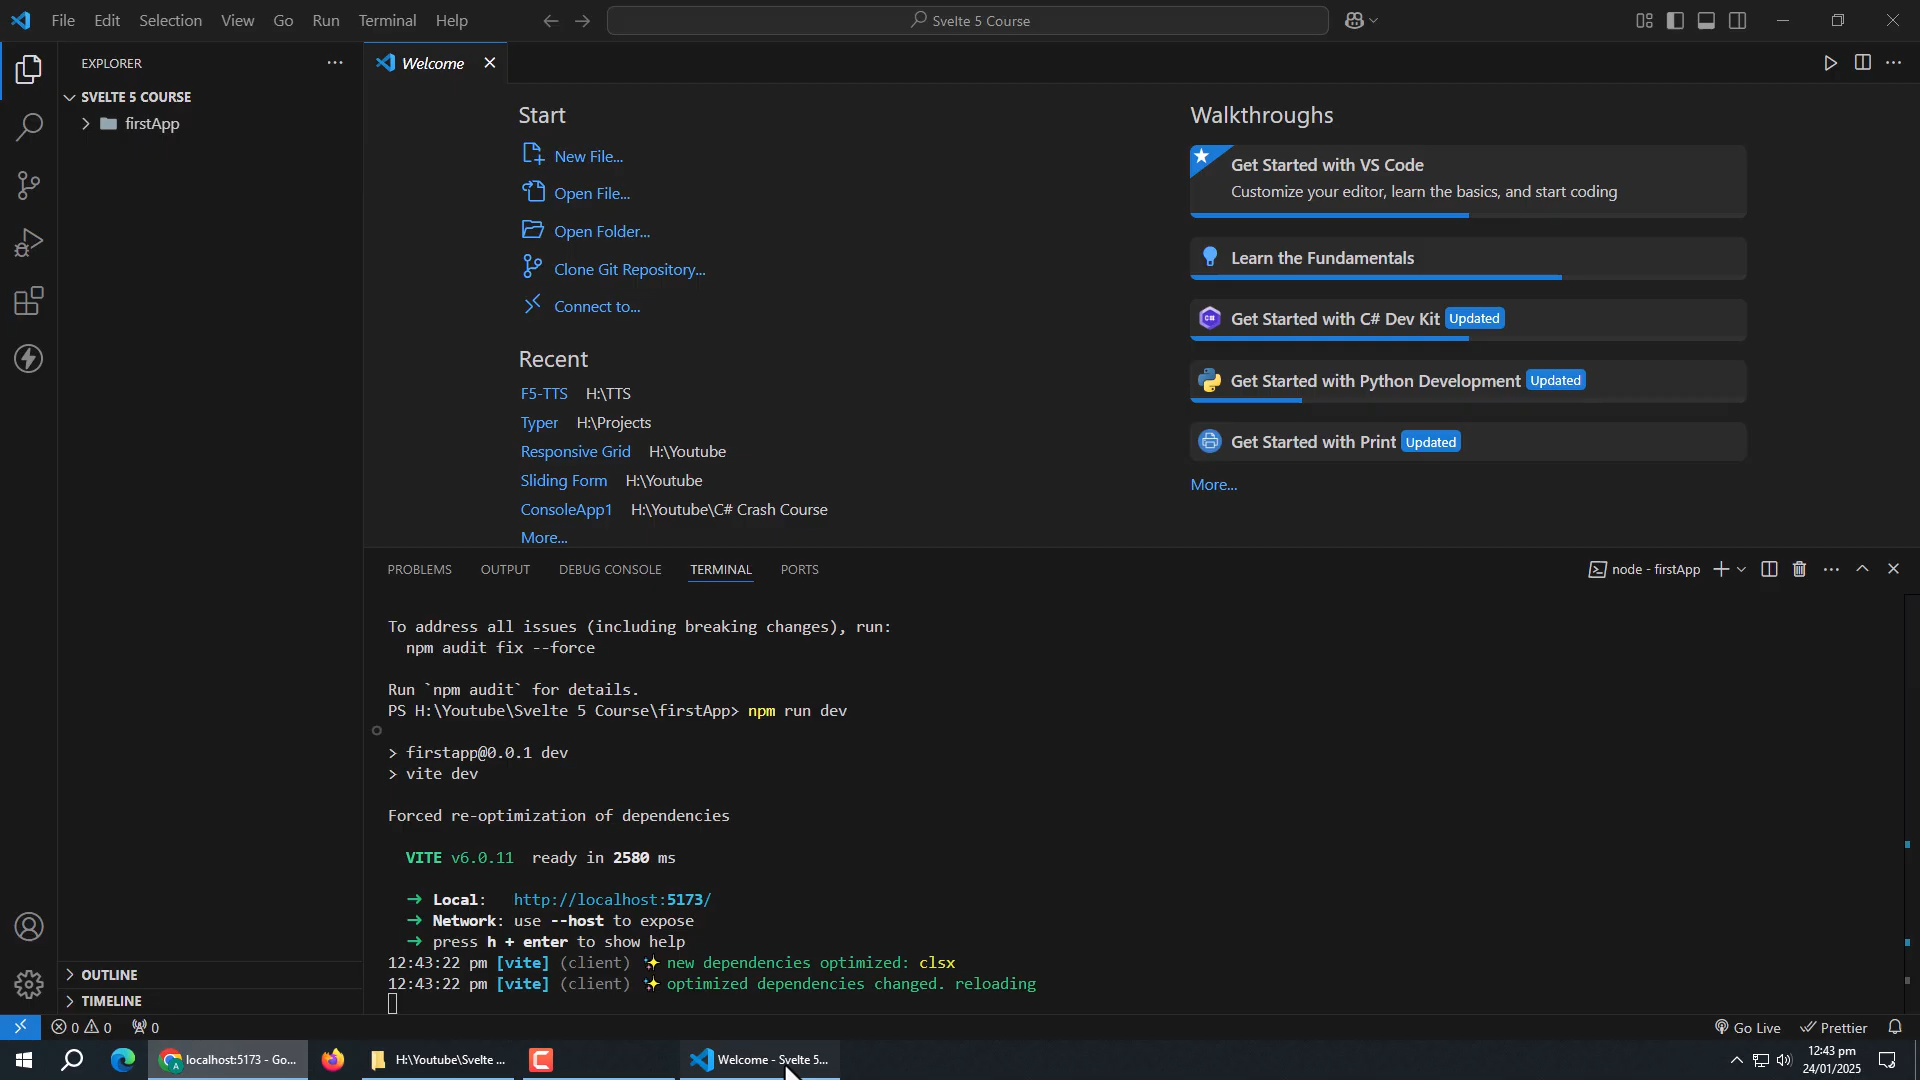 File Edit Selection View Go Run Terminal Help
Svelte 5 Course
EXPLORER
SVELTE 5 COURSE
firstApp
OUTLINE
TIMELINE
Welcome
Start
New File...
Open File...
Open Folder...
Clone Git Repository...
Connect to...
Recent
F5-TTS H:\TTS
Typer H:\Projects
Responsive Grid H:\Youtube
Sliding Form H:\Youtube
ConsoleApp1 H:\Youtube\C# Crash Course
More...
Walkthroughs
Get Started with VS Code
Customize your editor, learn the basics, and start coding
Learn the Fundamentals
Get Started with C# Dev Kit Updated
Get Started with Python Development Updated
Get Started with Print Updated
More...
PROBLEMS OUTPUT DEBUG CONSOLE TERMINAL PORTS
node - firstApp
To address all issues (including breaking changes), run:
npm audit fix --force
Run `npm audit` for details.
PS H:\Youtube\Svelte 5 Course\firstApp> npm run dev
> firstapp@0.0.1 dev
> vite dev
Forced re-optimization of dependencies
VITE v6.0.11 ready in 2580 ms
➜ Local: http://localhost:5173/
➜ Network: use --host to expose
➜ press h + enter to show help
12:43:22 pm [vite] (client) ✨ new dependencies optimized: clsx
12:43:22 pm [vite] (client) ✨ optimized dependencies changed. reloading
0 0 0
Go Live Prettier
localhost:5173 - Go...
H:\Youtube\Svelte ...
Welcome - Svelte 5...
12:43 pm
24/01/2025